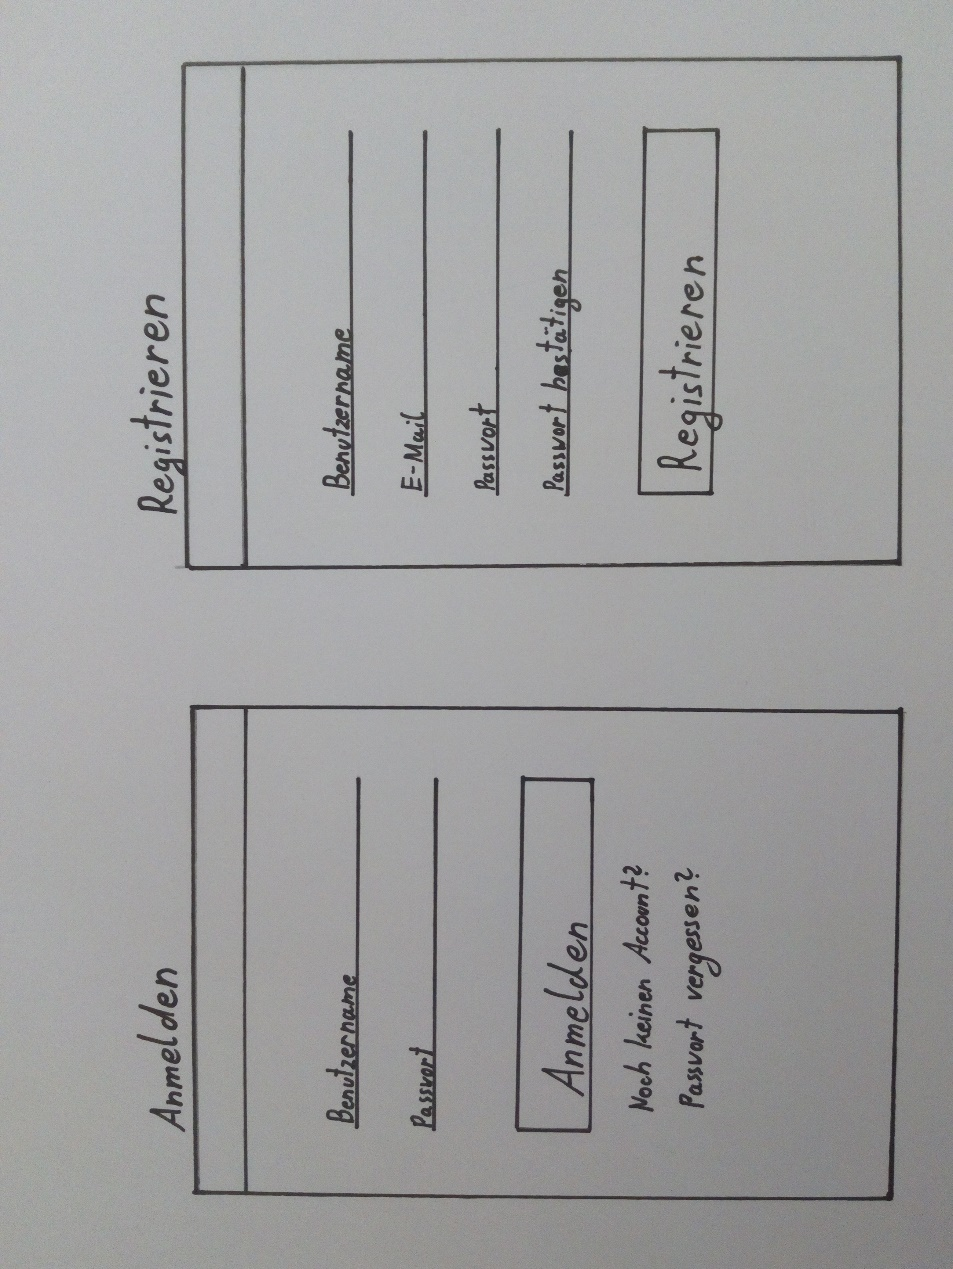 Anmelden
Benutzername
Passwort
Anmelden
Noch keinen Account?
Passwort vergessen?
Registrieren
Benutzername
E-Mail
Passwort
Passwort bestätigen
Registrieren